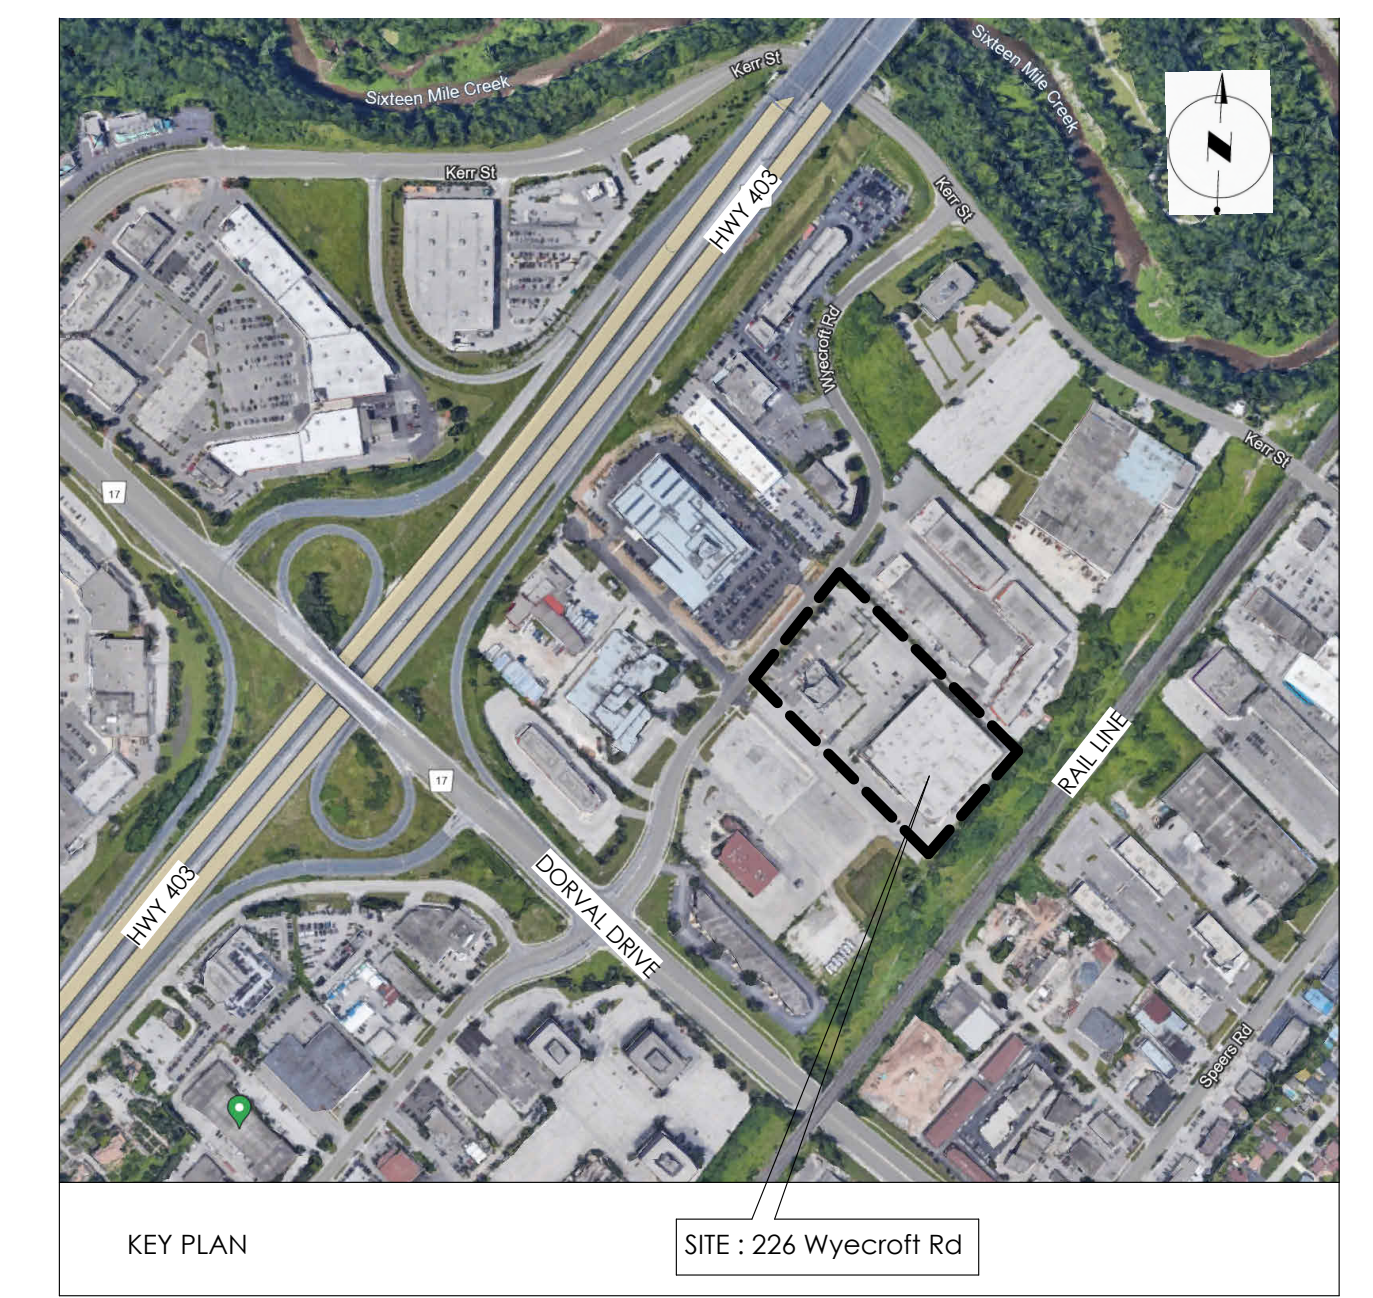 Kerr St
Sixteen Mile Creek
Sixteen Mile Creek
Kerr St
HWY 403
Kerr St
Wyecroft Rd
Kerr St
17
17
RAIL LINE
HWY 403
DORVAL DRIVE
Speers Rd
KEY PLAN
SITE : 226 Wyecroft Rd